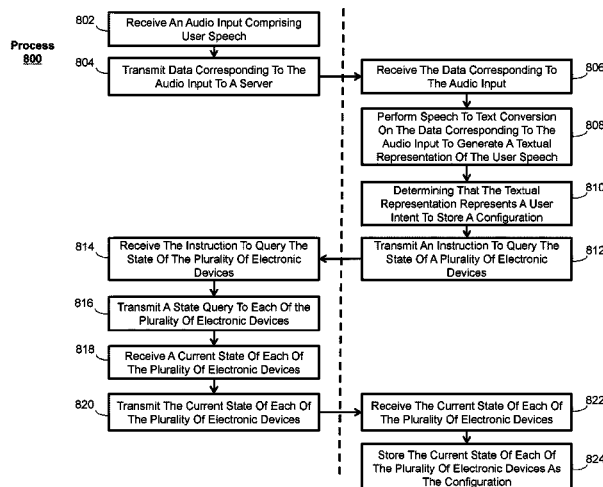 Process
800
802
Receive An Audio Input Comprising
User Speech
804
Transmit Data Corresponding To The
Audio Input To A Server
Receive The Data Corresponding To
The Audio Input
806
Perform Speech To Text Conversion
On The Data Corresponding To The
Audio Input To Generate A Textual
Representation Of The User Speech
808
Determining That The Textual
Representation Represents A User
Intent To Store A Configuration
810
814
Receive The Instruction To Query The
State Of The Plurality Of Electronic
Devices
Transmit An Instruction To Query The
State Of A Plurality Of Electronic
Devices
812
816
Transmit A State Query To Each Of the
Plurality Of Electronic Devices
818
Receive A Current State Of Each Of
The Plurality Of Electronic Devices
820
Transmit The Current State Of Each Of
The Plurality Of Electronic Devices
Receive The Current State Of Each Of
The Plurality Of Electronic Devices
822
Store The Current State Of Each Of
The Plurality Of Electronic Devices As
The Configuration
824